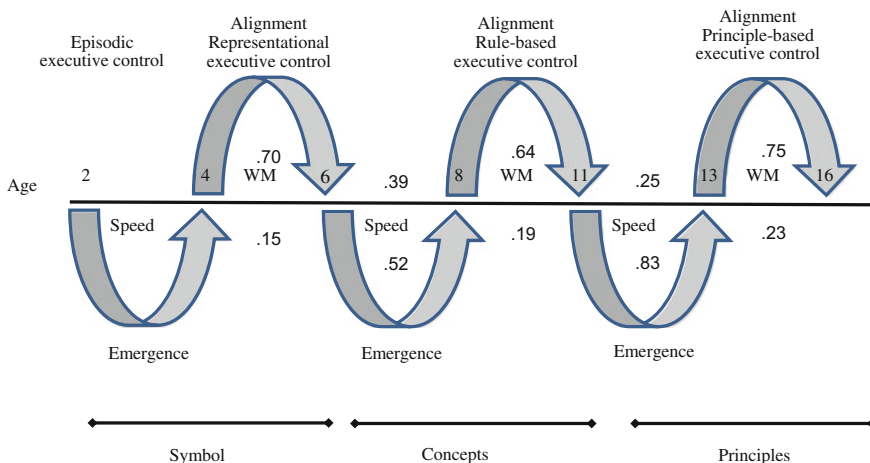 Episodic
executive control
Alignment
Representational
executive control
Alignment
Rule-based
executive control
Alignment
Principle-based
executive control
Age
2
4
.70
WM
6
.39
8
.64
WM
11
.25
13
.75
WM
16
Speed
.15
Speed
.52
.19
Speed
.83
.23
Emergence
Emergence
Emergence
Symbol
Concepts
Principles